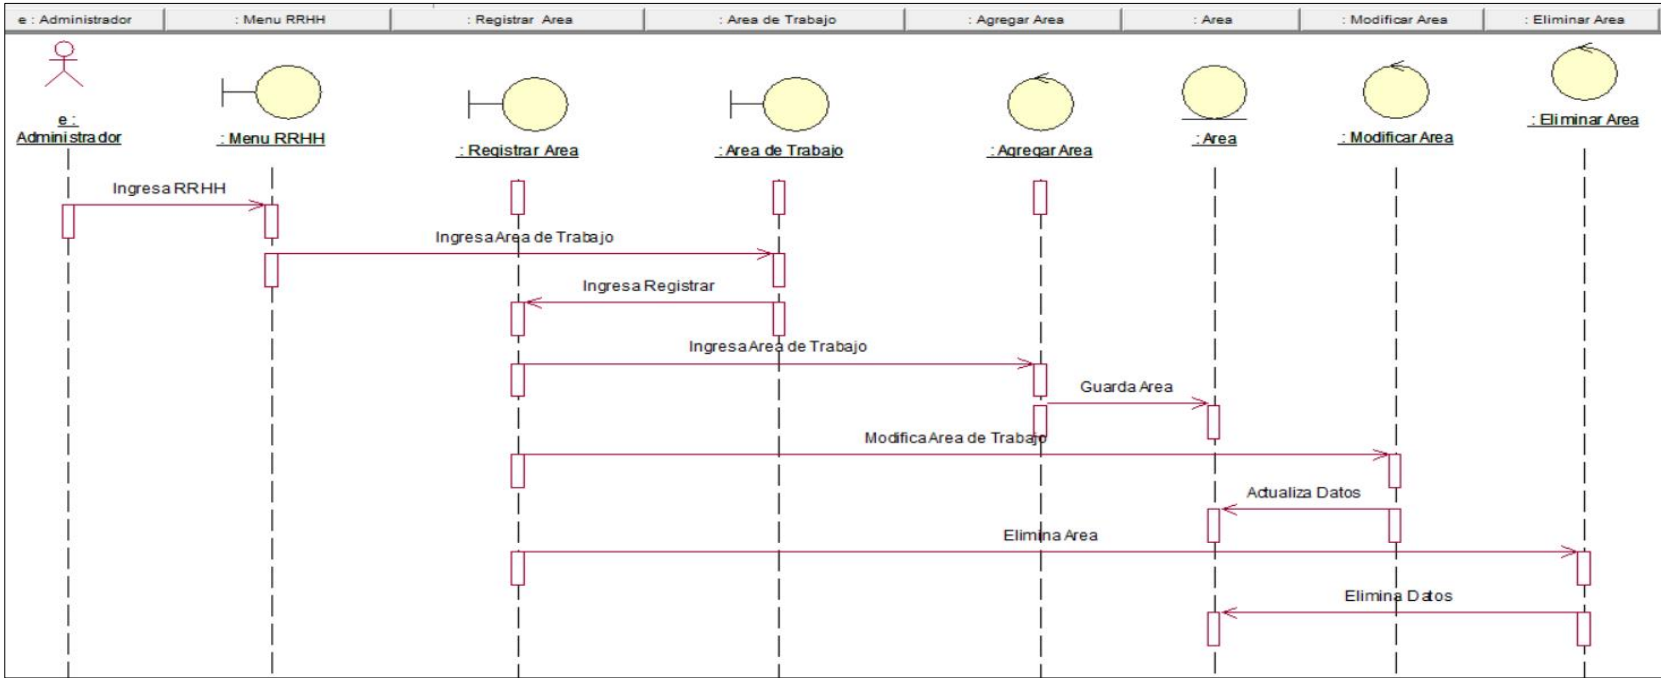 e : Administrador
: Menu RRHH
: Registrar Area
: Area de Trabajo
: Agregar Area
: Area
: Modificar Area
: Eliminar Area
e :
Administrador
: Menu RRHH
: Registrar Area
: Area de Trabajo
: Agregar Area
: Area
: Modificar Area
: Eliminar Area
Ingresa RRHH
Ingresa Area de Trabajo
Ingresa Registrar
Ingresa Area de Trabajo
Guarda Area
Modifica Area de Trabajo
Actualiza Datos
Elimina Area
Elimina Datos